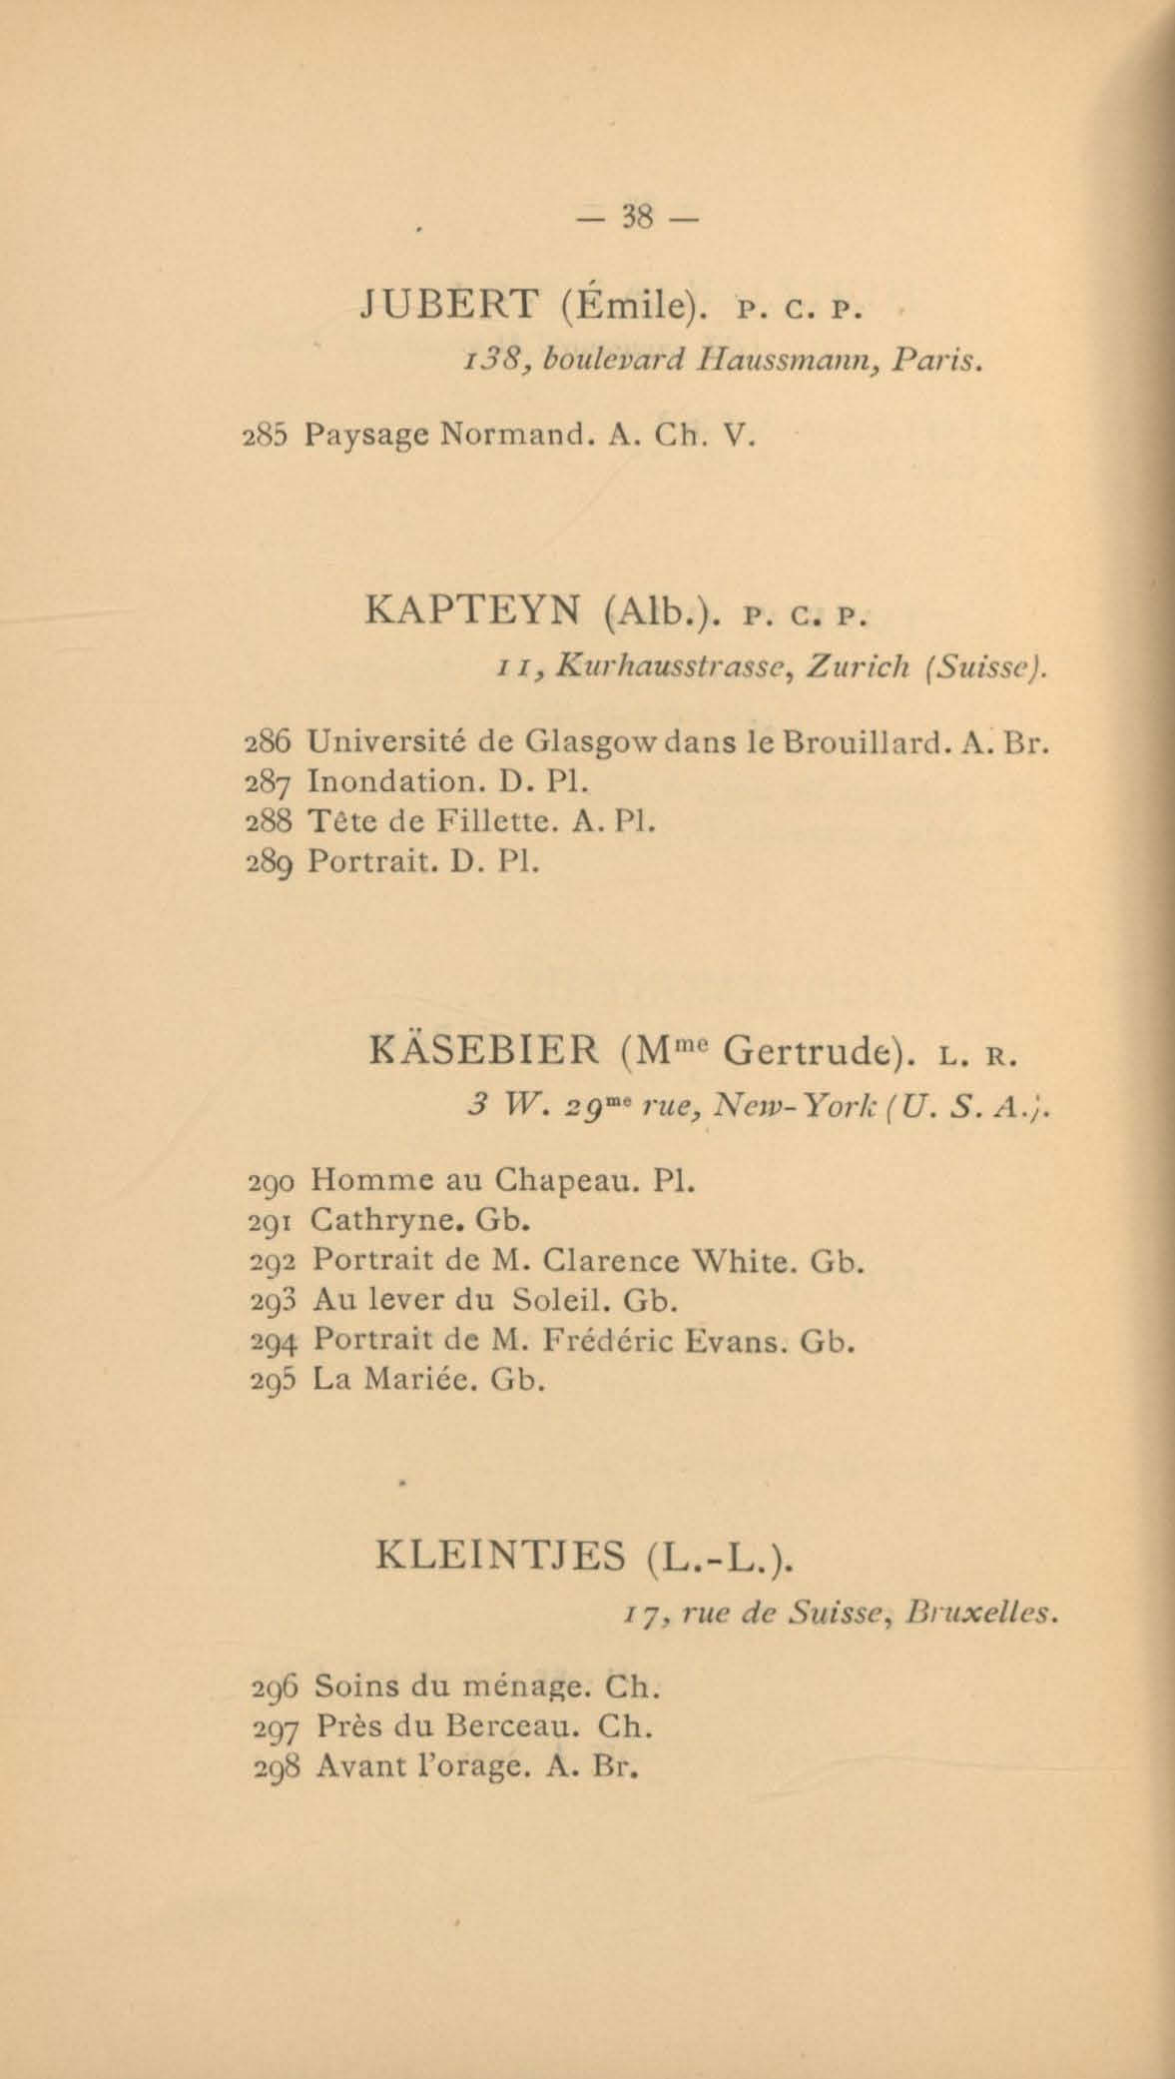 — 38 —
JUBERT (Émile). P. C. P.
138, boulevard Haussmann, Paris.
285 Paysage Normand. A. Ch. V.
KAPTEYN (Alb.). P. C. P.
11, Kurhausstrasse, Zurich (Suisse).
286 Université de Glasgow dans le Brouillard. A. Br.
287 Inondation. D. Pl.
288 Tête de Fillette. A. Pl.
289 Portrait. D. Pl.
KÄSEBIER (Mme Gertrude). L. R.
3 W. 29me rue, New-York (U. S. A.).
290 Homme au Chapeau. Pl.
291 Cathryne. Gb.
292 Portrait de M. Clarence White. Gb.
293 Au lever du Soleil. Gb.
294 Portrait de M. Frédéric Evans. Gb.
295 La Mariée. Gb.
KLEINTJES (L.-L.).
17, rue de Suisse, Bruxelles.
296 Soins du ménage. Ch.
297 Près du Berceau. Ch.
298 Avant l'orage. A. Br.